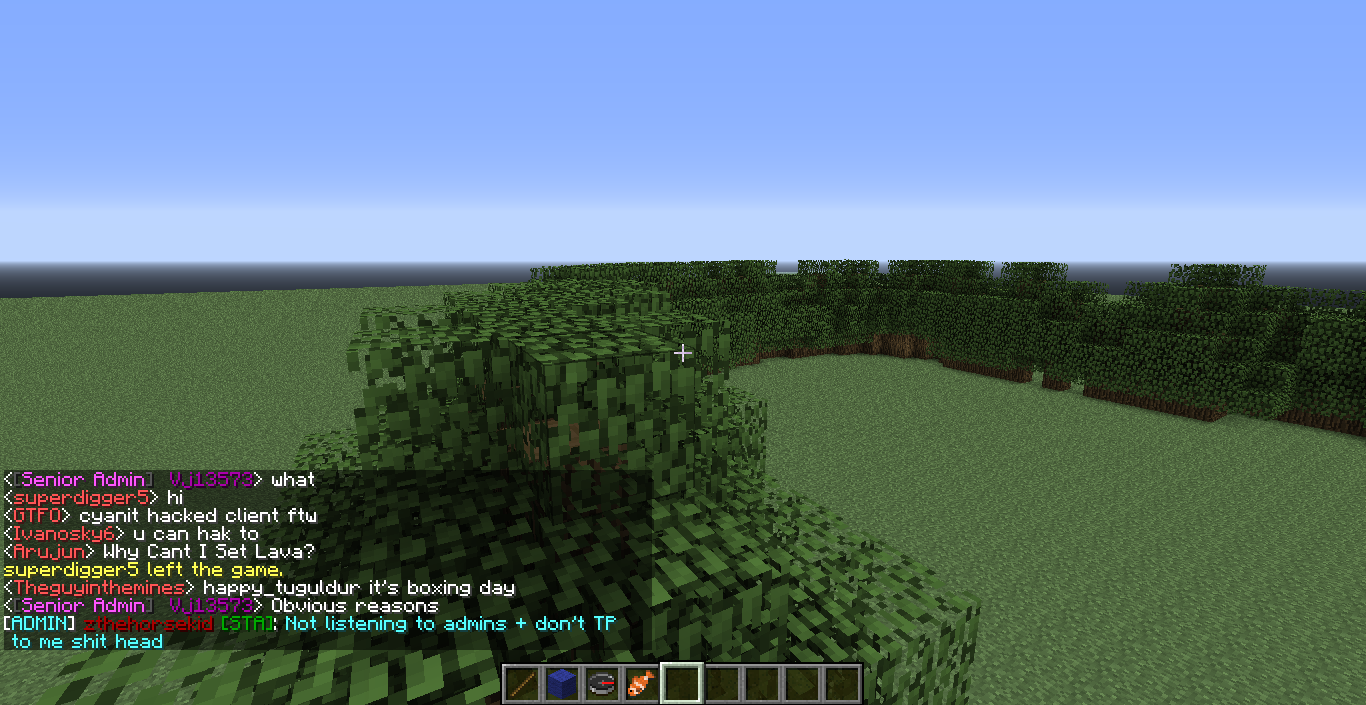 <[Senior Admin] Vj13573> what
<superdigger5> hi
<GTFO> cyanit hacked client ftw
<Ivanosky6> u can hak to
<Arujun> Why Cant I Set Lava?
superdigger5 left the game.
<Theguyinthemines> happy_tuguldur it's boxing day
<[Senior Admin] Vj13573> Obvious reasons
[ADMIN] zthehorsekid [STA]: Not listening to admins + don't TP
to me shit head